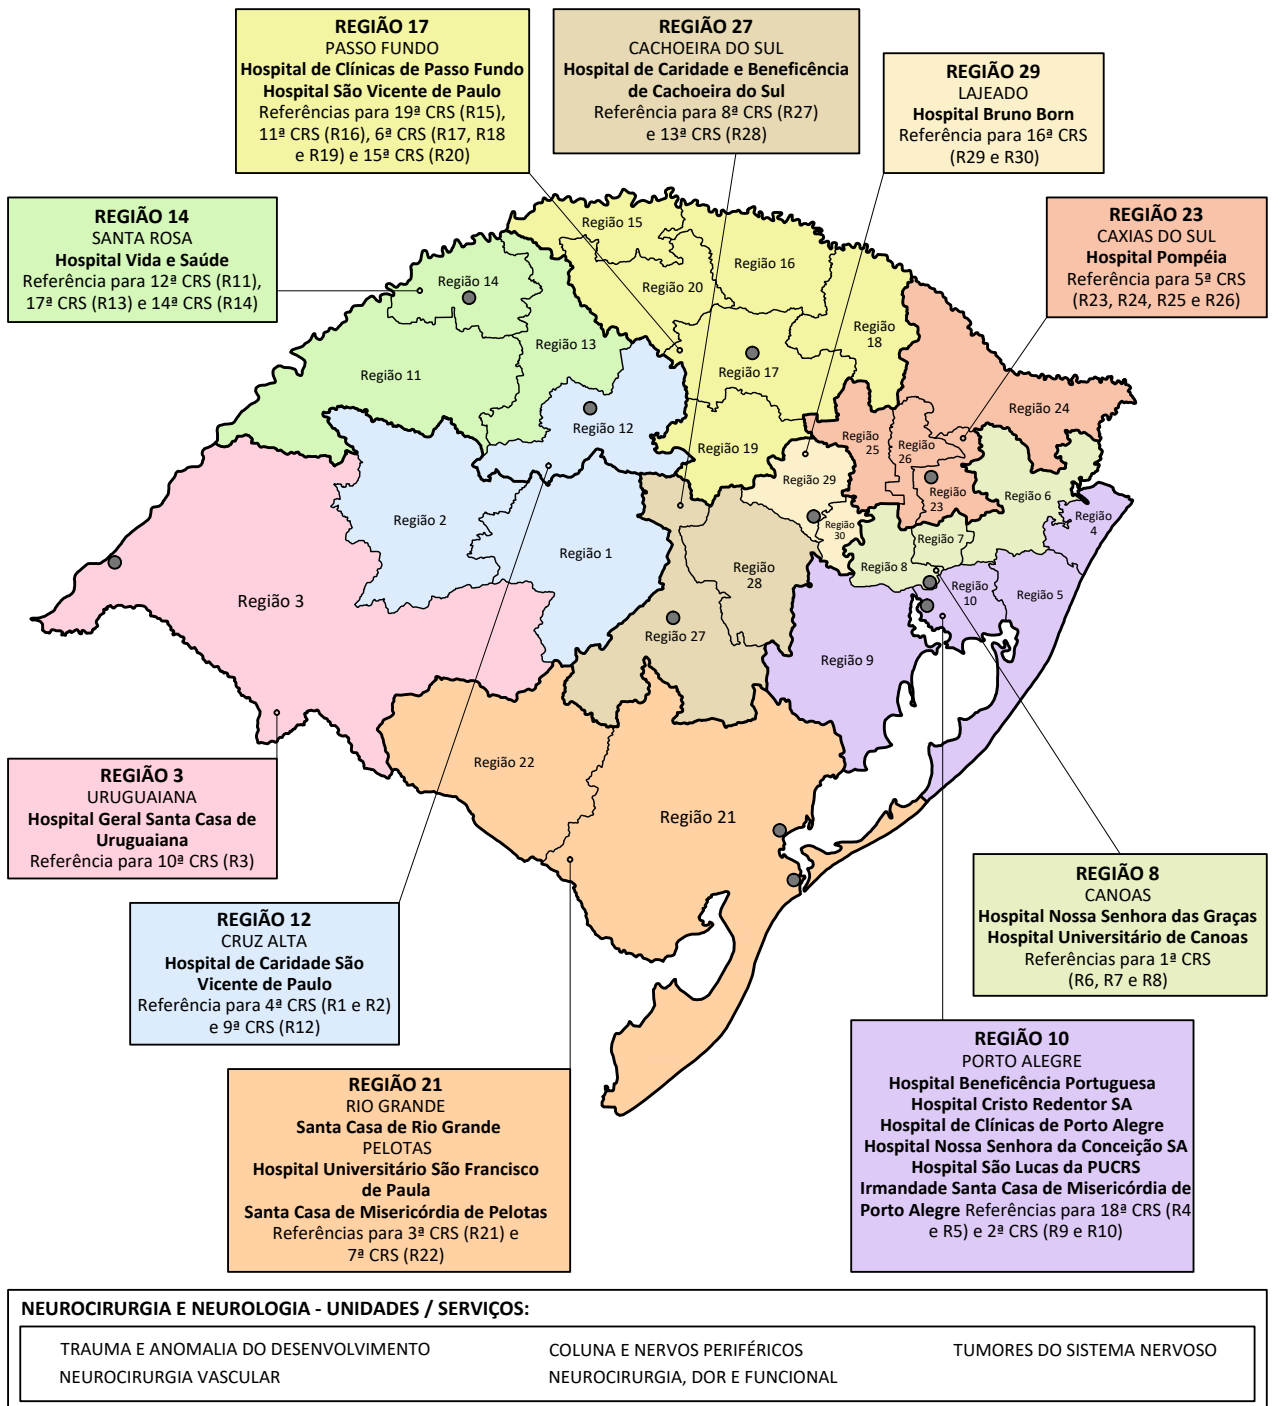 REGIÃO 17
PASSO FUNDO
Hospital de Clínicas de Passo Fundo
Hospital São Vicente de Paulo
Referências para 19ª CRS (R15),
11ª CRS (R16), 6ª CRS (R17, R18
e R19) e 15ª CRS (R20)
REGIÃO 27
CACHOEIRA DO SUL
Hospital de Caridade e Beneficência
de Cachoeira do Sul
Referência para 8ª CRS (R27)
e 13ª CRS (R28)
REGIÃO 29
LAJEADO
Hospital Bruno Born
Referência para 16ª CRS
(R29 e R30)
REGIÃO 14
SANTA ROSA
Hospital Vida e Saúde
Referência para 12ª CRS (R11),
17ª CRS (R13) e 14ª CRS (R14)
REGIÃO 23
CAXIAS DO SUL
Hospital Pompéia
Referência para 5ª CRS
(R23, R24, R25 e R26)
Região 15
Região 16
Região 14
Região 20
Região
18
Região 13
Região 17
Região 11
Região 24
Região 12
Região 19
Região
25
Região
26
Região 29
Região
23
Região 6
Região 2
Região
30
Região 7
Região
4
Região 1
Região 8
Região
28
Região
10
Região 5
Região 3
Região 27
Região 9
Região 22
Região 21
REGIÃO 3
URUGUAIANA
Hospital Geral Santa Casa de
Uruguaiana
Referência para 10ª CRS (R3)
REGIÃO 8
CANOAS
Hospital Nossa Senhora das Graças
Hospital Universitário de Canoas
Referências para 1ª CRS
(R6, R7 e R8)
REGIÃO 12
CRUZ ALTA
Hospital de Caridade São
Vicente de Paulo
Referência para 4ª CRS (R1 e R2)
e 9ª CRS (R12)
REGIÃO 10
PORTO ALEGRE
Hospital Beneficência Portuguesa
Hospital Cristo Redentor SA
Hospital de Clínicas de Porto Alegre
Hospital Nossa Senhora da Conceição SA
Hospital São Lucas da PUCRS
Irmandade Santa Casa de Misericórdia de
Porto Alegre Referências para 18ª CRS (R4
e R5) e 2ª CRS (R9 e R10)
REGIÃO 21
RIO GRANDE
Santa Casa de Rio Grande
PELOTAS
Hospital Universitário São Francisco
de Paula
Santa Casa de Misericórdia de Pelotas
Referências para 3ª CRS (R21) e
7ª CRS (R22)
NEUROCIRURGIA E NEUROLOGIA - UNIDADES / SERVIÇOS:
TRAUMA E ANOMALIA DO DESENVOLVIMENTO
COLUNA E NERVOS PERIFÉRICOS
TUMORES DO SISTEMA NERVOSO
NEUROCIRURGIA VASCULAR
NEUROCIRURGIA, DOR E FUNCIONAL